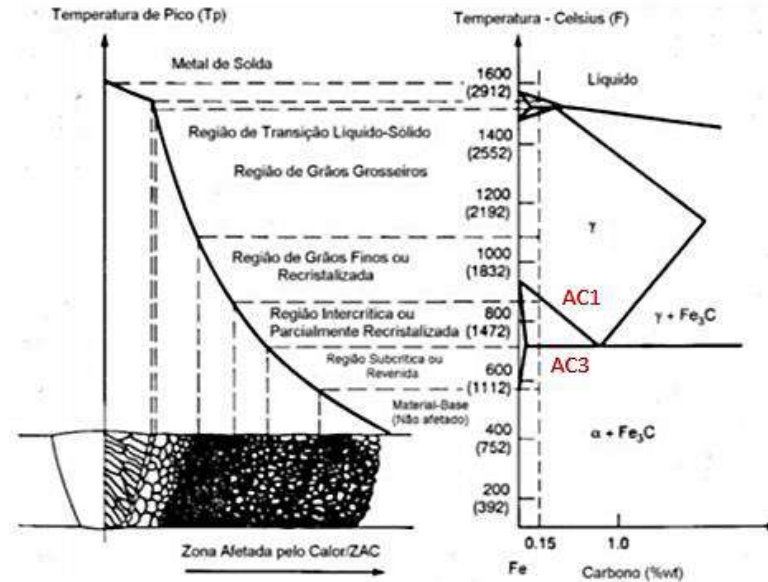 Temperatura de Pico (Tp)
Temperatura - Celsius (F)
Metal de Solda
1600
(2912)
Líquido
Região de Transição Líquido-Sólido
1400
(2552)
Região de Grãos Grosseiros
1200
(2192)
γ
1000
(1832)
Região de Grãos Finos ou
Recristalizada
AC1
800
(1472)
Região Intercrítica ou
Parcialmente Recristalizada
γ + Fe₃C
AC3
Região Subcrítica ou
Revenida
600
(1112)
Material-Base
(Não afetado)
400
(752)
α + Fe₃C
200
(392)
Zona Afetada pelo Calor/ZAC
Fe
0.15
1.0
Carbono (%wt)